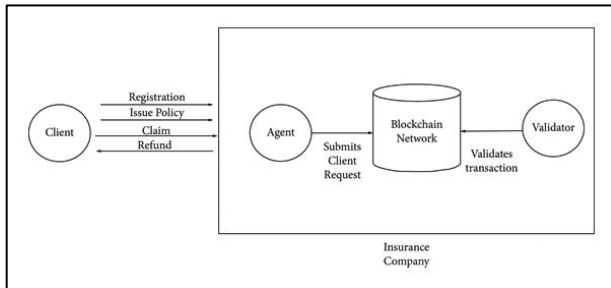 Client
Registration
Issue Policy
Claim
Refund
Agent
Submits
Client
Request
Blockchain
Network
Validates
transaction
Validator
Insurance
Company